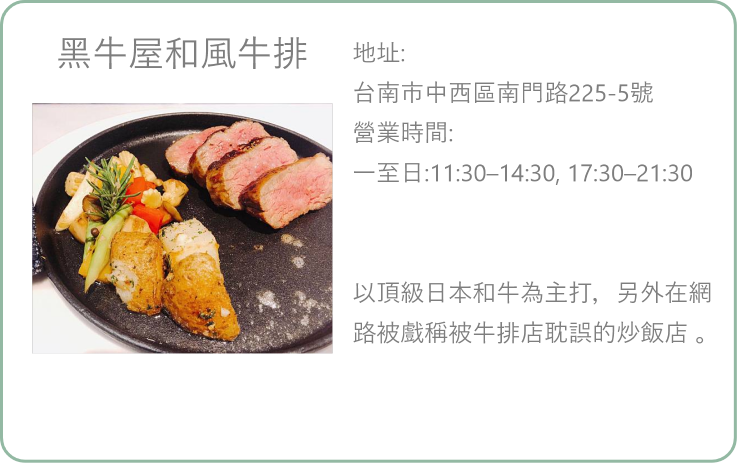 黑牛屋和風牛排
地址:
台南市中西區南門路225-5號
營業時間:
一至日:11:30–14:30, 17:30–21:30
以頂級日本和牛為主打，另外在網
路被戲稱被牛排店耽誤的炒飯店 。